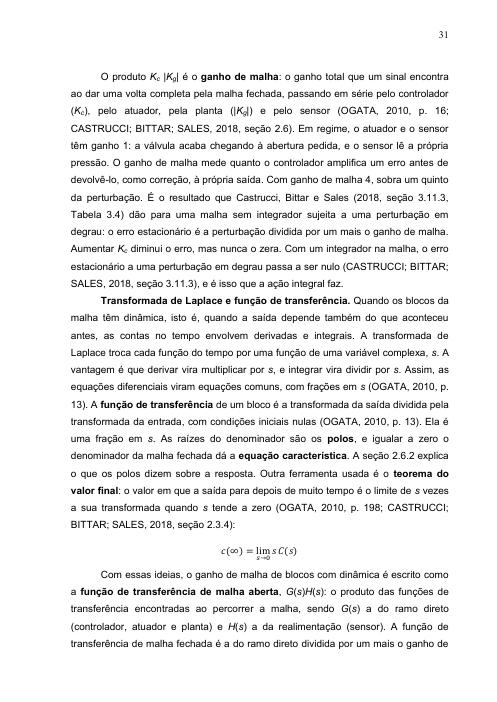 31
O produto Kc |Kg| é o ganho de malha: o ganho total que um sinal encontra
ao dar uma volta completa pela malha fechada, passando em série pelo controlador
(Kc), pelo atuador, pela planta (|Kg|) e pelo sensor (OGATA, 2010, p. 16;
CASTRUCCI; BITTAR; SALES, 2018, seção 2.6). Em regime, o atuador e o sensor
têm ganho 1: a válvula acaba chegando à abertura pedida, e o sensor lê a própria
pressão. O ganho de malha mede quanto o controlador amplifica um erro antes de
devolvê-lo, como correção, à própria saída. Com ganho de malha 4, sobra um quinto
da perturbação. É o resultado que Castrucci, Bittar e Sales (2018, seção 3.11.3,
Tabela 3.4) dão para uma malha sem integrador sujeita a uma perturbação em
degrau: o erro estacionário é a perturbação dividida por um mais o ganho de malha.
Aumentar Kc diminui o erro, mas nunca o zera. Com um integrador na malha, o erro
estacionário a uma perturbação em degrau passa a ser nulo (CASTRUCCI; BITTAR;
SALES, 2018, seção 3.11.3), e é isso que a ação integral faz.
Transformada de Laplace e função de transferência. Quando os blocos da
malha têm dinâmica, isto é, quando a saída depende também do que aconteceu
antes, as contas no tempo envolvem derivadas e integrais. A transformada de
Laplace troca cada função do tempo por uma função de uma variável complexa, s. A
vantagem é que derivar vira multiplicar por s, e integrar vira dividir por s. Assim, as
equações diferenciais viram equações comuns, com frações em s (OGATA, 2010, p.
13). A função de transferência de um bloco é a transformada da saída dividida pela
transformada da entrada, com condições iniciais nulas (OGATA, 2010, p. 13). Ela é
uma fração em s. As raízes do denominador são os polos, e igualar a zero o
denominador da malha fechada dá a equação característica. A seção 2.6.2 explica
o que os polos dizem sobre a resposta. Outra ferramenta usada é o teorema do
valor final: o valor em que a saída para depois de muito tempo é o limite de s vezes
a sua transformada quando s tende a zero (OGATA, 2010, p. 198; CASTRUCCI;
BITTAR; SALES, 2018, seção 2.3.4):
c(∞) = lim s→0 s C(s)
Com essas ideias, o ganho de malha de blocos com dinâmica é escrito como
a função de transferência de malha aberta, G(s)H(s): o produto das funções de
transferência encontradas ao percorrer a malha, sendo G(s) a do ramo direto
(controlador, atuador e planta) e H(s) a da realimentação (sensor). A função de
transferência de malha fechada é a do ramo direto dividida por um mais o ganho de